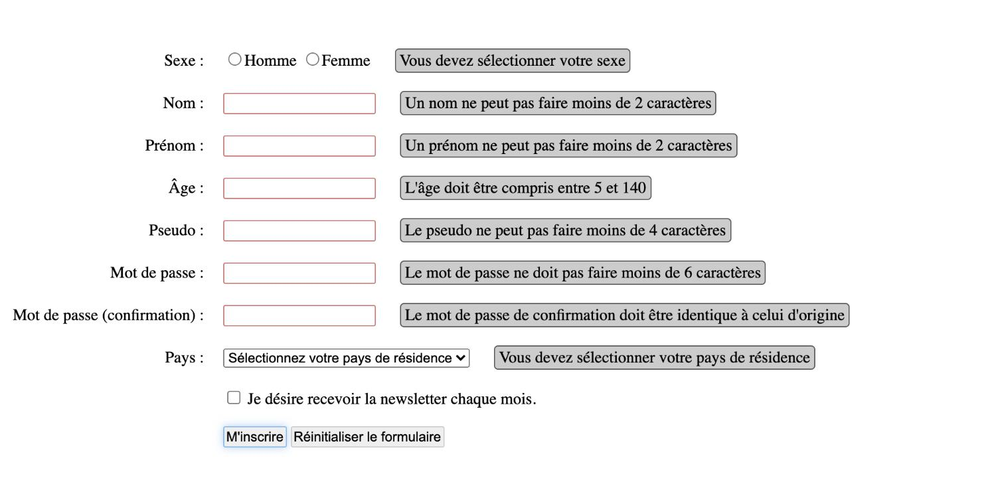 Sexe : Homme Femme Vous devez sélectionner votre sexe
Nom : Un nom ne peut pas faire moins de 2 caractères
Prénom : Un prénom ne peut pas faire moins de 2 caractères
Âge : L'âge doit être compris entre 5 et 140
Pseudo : Le pseudo ne peut pas faire moins de 4 caractères
Mot de passe : Le mot de passe ne doit pas faire moins de 6 caractères
Mot de passe (confirmation) : Le mot de passe de confirmation doit être identique à celui d'origine
Pays : Sélectionnez votre pays de résidence Vous devez sélectionner votre pays de résidence
Je désire recevoir la newsletter chaque mois.
M'inscrire Réinitialiser le formulaire